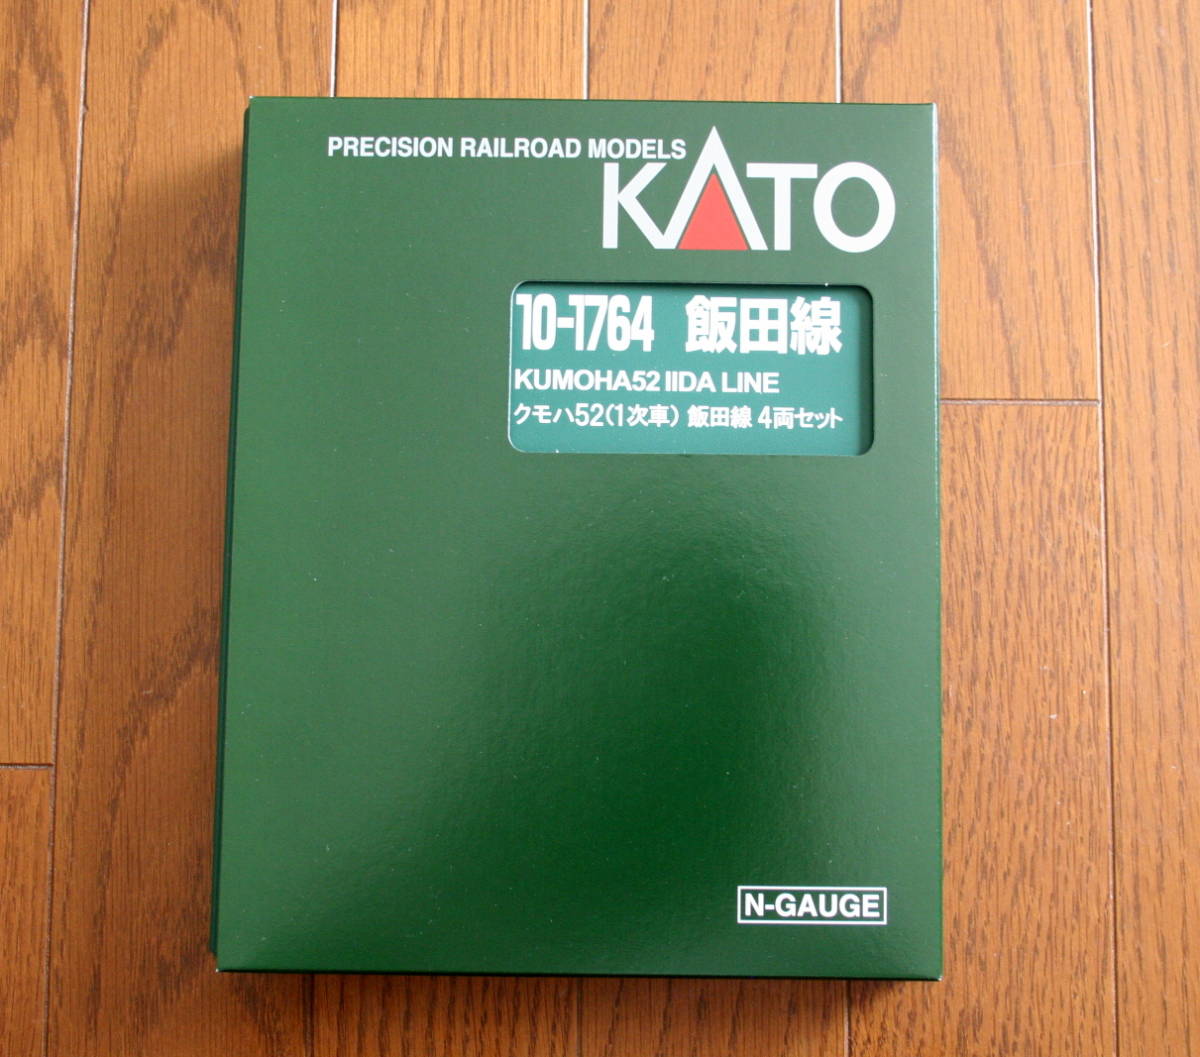 PRECISION RAILROAD MODELS
KATO
10-1764 飯田線
KUMOHA52 IIDA LINE
クモハ52(1次車) 飯田線 4両セット
N-GAUGE